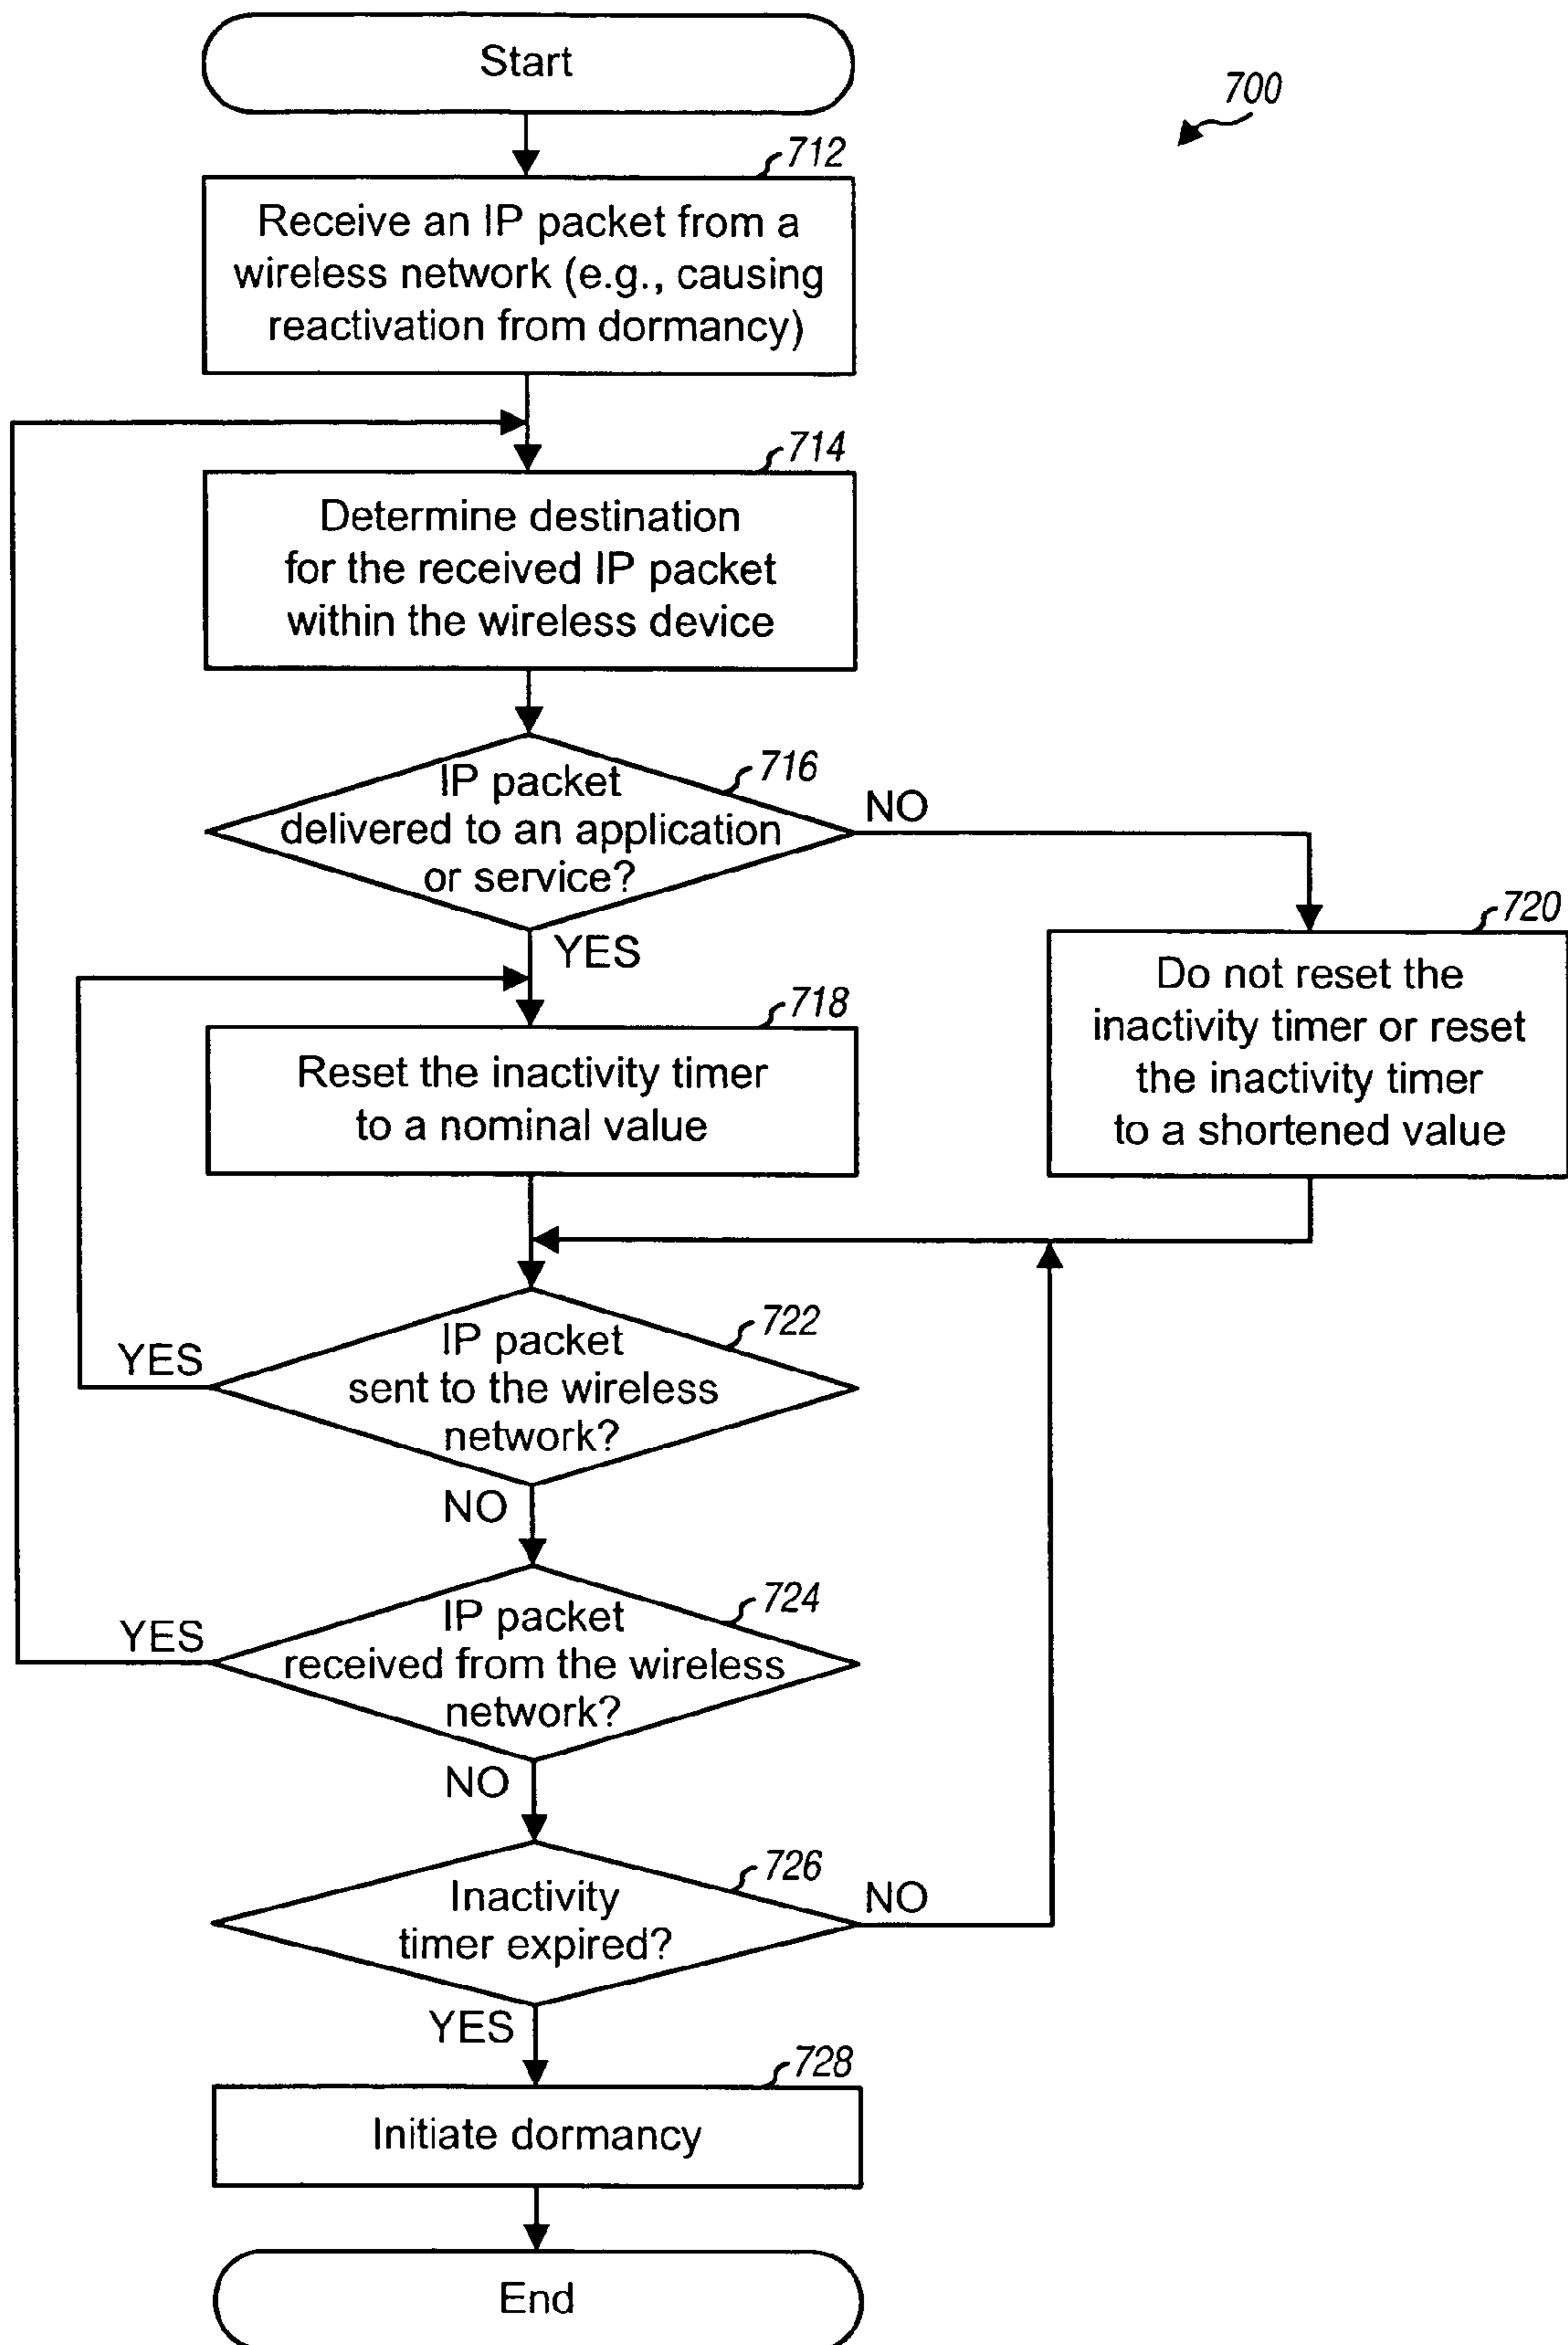 Start
700
712
Receive an IP packet from a
wireless network (e.g., causing
reactivation from dormancy)
714
Determine destination
for the received IP packet
within the wireless device
716
IP packet
delivered to an application
or service?
NO
YES
720
Do not reset the
inactivity timer or reset
the inactivity timer
to a shortened value
718
Reset the inactivity timer
to a nominal value
722
IP packet
sent to the wireless
network?
YES
NO
724
IP packet
received from the wireless
network?
YES
NO
726
Inactivity
timer expired?
NO
YES
728
Initiate dormancy
End